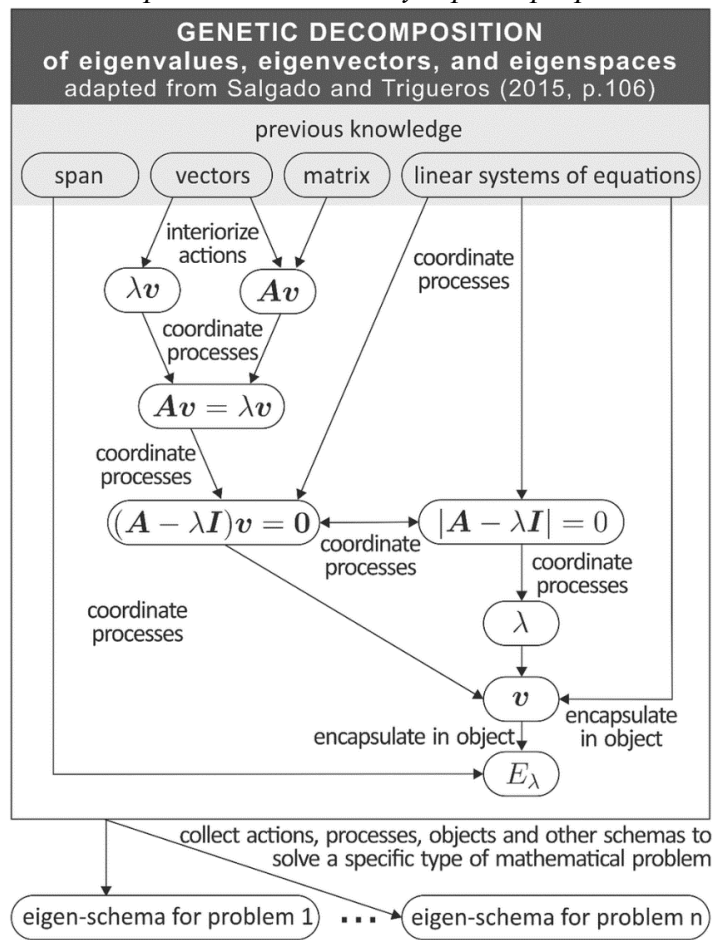 GENETIC DECOMPOSITION
of eigenvalues, eigenvectors, and eigenspaces
adapted from Salgado and Trigueros (2015, p.106)
previous knowledge
span
vectors
matrix
linear systems of equations
interiorize
actions
coordinate
processes
λv
Av
coordinate
processes
Av = λv
coordinate
processes
(A − λI)v = 0
|A − λI| = 0
coordinate
processes
coordinate
processes
coordinate
processes
λ
v
encapsulate
in object
encapsulate in object
Eλ
collect actions, processes, objects and other schemas to
solve a specific type of mathematical problem
eigen-schema for problem 1
...
eigen-schema for problem n